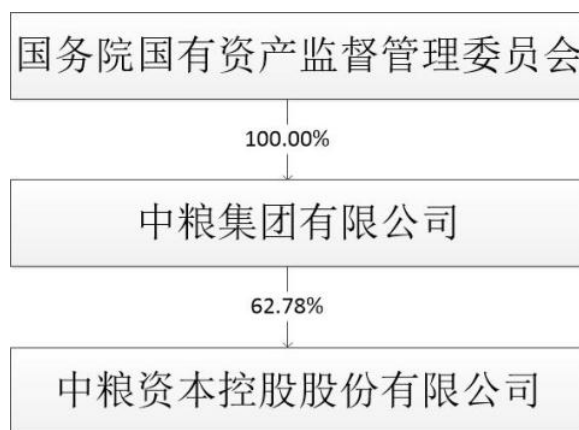 国务院国有资产监督管理委员会
100.00%
中粮集团有限公司
62.78%
中粮资本控股股份有限公司